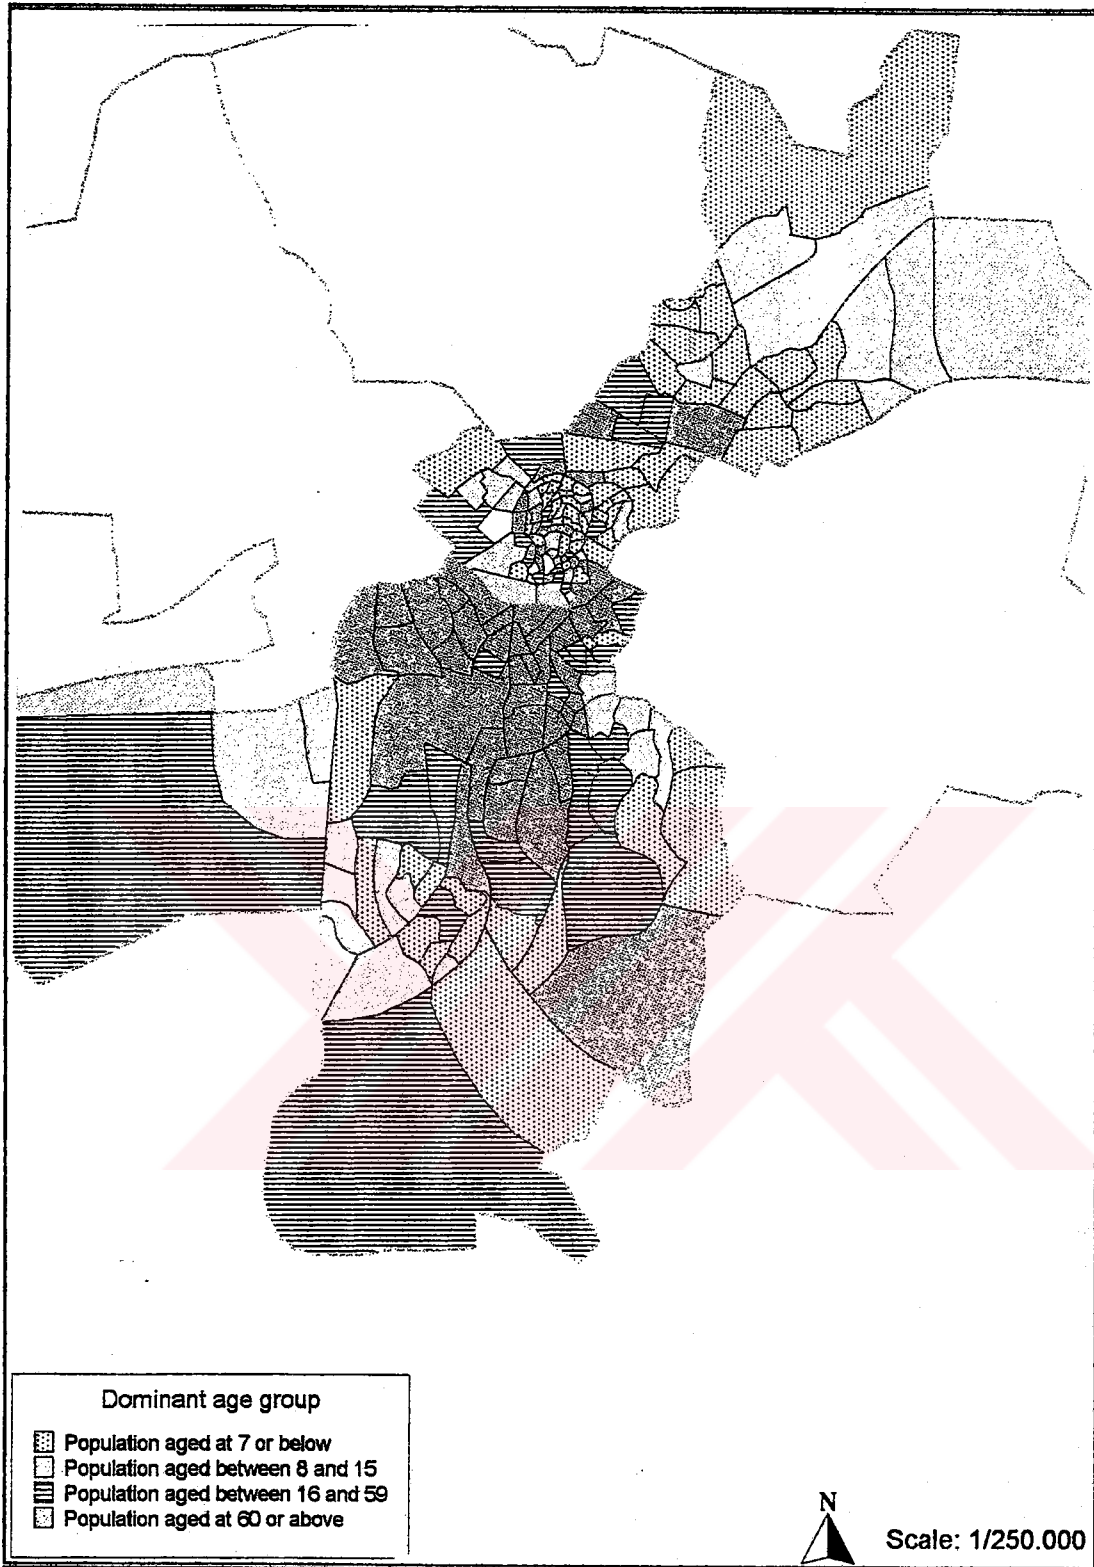 Dominant age group
Population aged at 7 or below
Population aged between 8 and 15
Population aged between 16 and 59
Population aged at 60 or above
N
Scale: 1/250.000